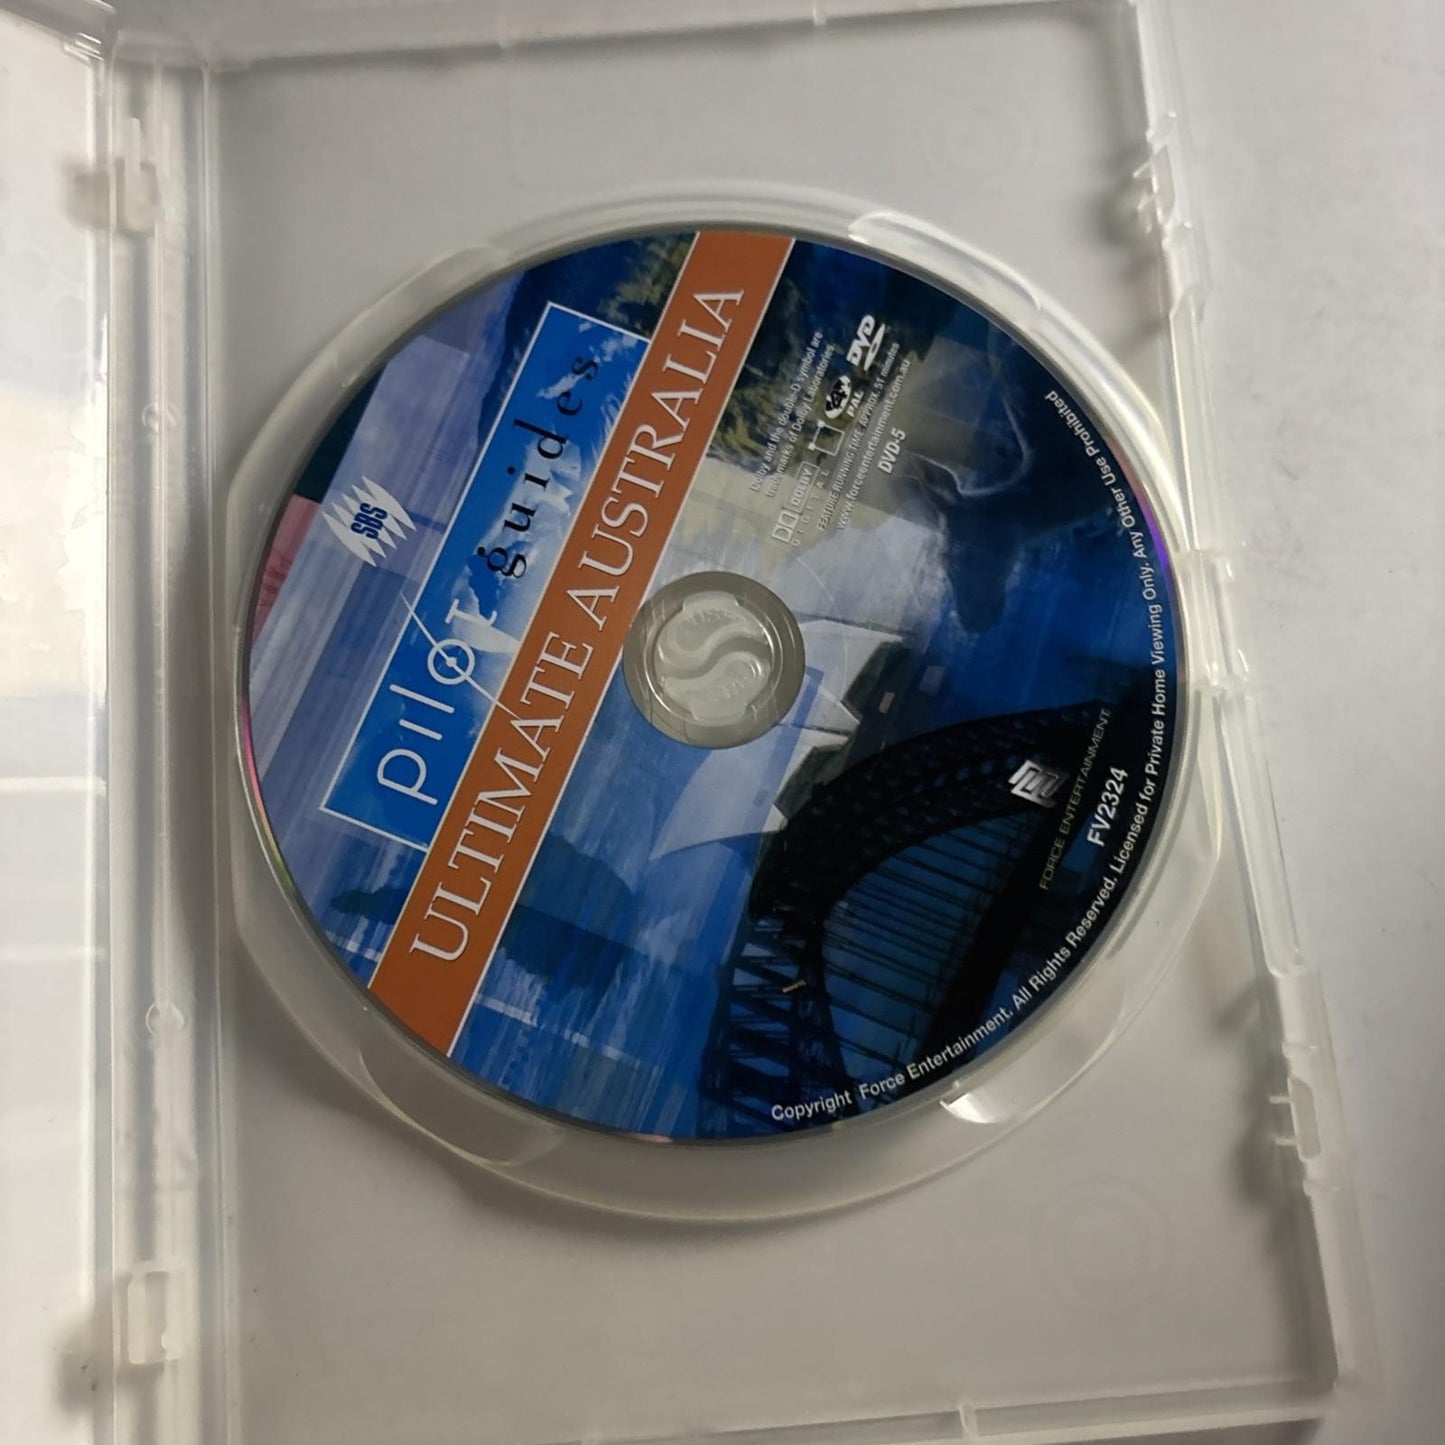 SBS
pilot guides
ULTIMATE AUSTRALIA
Dolby and the double-D symbol are
trademarks of Dolby Laboratories.
DOLBY
DIGITAL
4
PAL
DVD
FEATURE RUNNING TIME APPROX. 51 minutes
www.forceentertainment.com.au
DVD-5
FORCE ENTERTAINMENT
FV2324
Copyright Force Entertainment. All Rights Reserved. Licensed for Private Home Viewing Only. Any Other Use Prohibited